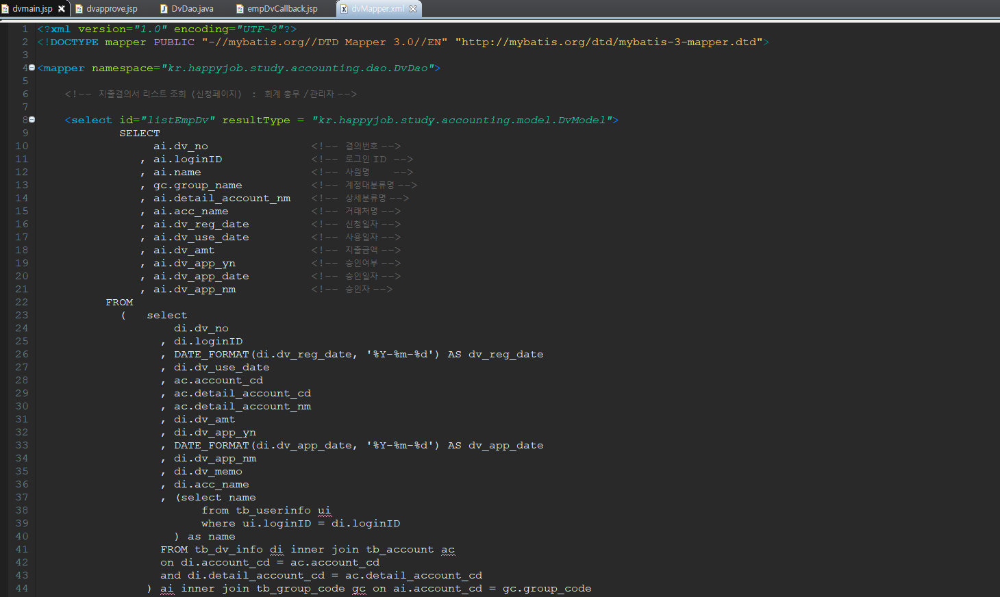 dvmain.jsp dvapprove.jsp DvDao.java empDvCallback.jsp dvMapper.xml
1 <?xml version="1.0" encoding="UTF-8"?>
2 <!DOCTYPE mapper PUBLIC "-//mybatis.org//DTD Mapper 3.0//EN" "http://mybatis.org/dtd/mybatis-3-mapper.dtd">
3
4 <mapper namespace="kr.happyjob.study.accounting.dao.DvDao">
5
6 <!-- 지출결의서 리스트 조회 (신청페이지) : 회계 총무 /관리자 -->
7
8 <select id="listEmpDv" resultType = "kr.happyjob.study.accounting.model.DvModel">
9 SELECT
10 ai.dv_no <!-- 결의번호 -->
11 , ai.loginID <!-- 로그인 ID -->
12 , ai.name <!-- 사원명 -->
13 , gc.group_name <!-- 계정대분류명 -->
14 , ai.detail_account_nm <!-- 상세분류명 -->
15 , ai.acc_name <!-- 거래처명 -->
16 , ai.dv_reg_date <!-- 신청일자 -->
17 , ai.dv_use_date <!-- 사용일자 -->
18 , ai.dv_amt <!-- 지출금액 -->
19 , ai.dv_app_yn <!-- 승인여부 -->
20 , ai.dv_app_date <!-- 승인일자 -->
21 , ai.dv_app_nm <!-- 승인자 -->
22 FROM
23 ( select
24 di.dv_no
25 , di.loginID
26 , DATE_FORMAT(di.dv_reg_date, '%Y-%m-%d') AS dv_reg_date
27 , di.dv_use_date
28 , ac.account_cd
29 , ac.detail_account_cd
30 , ac.detail_account_nm
31 , di.dv_amt
32 , di.dv_app_yn
33 , DATE_FORMAT(di.dv_app_date, '%Y-%m-%d') AS dv_app_date
34 , di.dv_app_nm
35 , di.dv_memo
36 , di.acc_name
37 , (select name
38 from tb_userinfo ui
39 where ui.loginID = di.loginID
40 ) as name
41 FROM tb_dv_info di inner join tb_account ac
42 on di.account_cd = ac.account_cd
43 and di.detail_account_cd = ac.detail_account_cd
44 ) ai inner join tb_group_code gc on ai.account_cd = gc.group_code